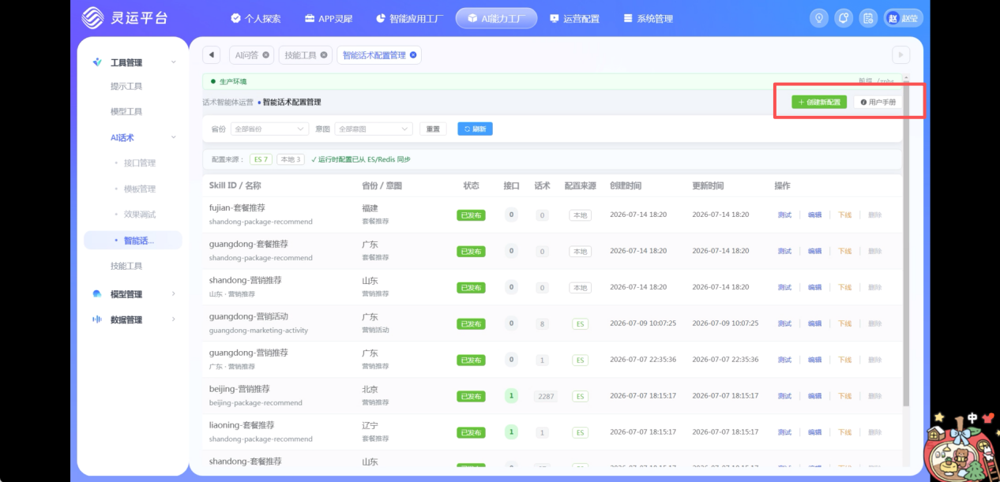 灵运平台
个人探索 APP灵犀 智能应用工厂 AI能力工厂 运营配置 系统管理
赵 赵莹
工具管理
提示工具
模型工具
AI话术
接口管理
模板管理
效果调试
智能话...
技能工具
模型管理
数据管理
AI问答 技能工具 智能话术配置管理
生产环境
话术智能体运营 • 智能话术配置管理
+ 创建新配置 用户手册
省份 全部省份 意图 全部意图 重置 刷新
配置来源： ES 7 本地 3 ✓ 运行时配置已从 ES/Redis 同步
Skill ID / 名称 省份 / 意图 状态 接口 话术 配置来源 创建时间 更新时间 操作
fujian-套餐推荐 福建
shandong-package-recommend 套餐推荐 已发布 0 0 本地 2026-07-14 18:20 2026-07-14 18:20 测试 编辑 下线 删除
guangdong-套餐推荐 广东
shandong-package-recommend 套餐推荐 已发布 0 0 本地 2026-07-14 18:20 2026-07-14 18:20 测试 编辑 下线 删除
shandong-营销推荐 山东
山东 · 营销推荐 营销推荐 已发布 0 0 本地 2026-07-14 18:20 2026-07-14 18:20 测试 编辑 下线 删除
guangdong-营销活动 广东
guangdong-marketing-activity 营销活动 已发布 0 8 ES 2026-07-09 10:07:25 2026-07-09 10:07:25 测试 编辑 下线 删除
guangdong-营销推荐 广东
广东 · 营销推荐 营销推荐 已发布 0 1 ES 2026-07-07 22:35:36 2026-07-07 22:35:36 测试 编辑 下线 删除
beijing-营销推荐 北京
beijing-package-recommend 营销推荐 已发布 1 2287 ES 2026-07-07 18:15:17 2026-07-07 18:15:17 测试 编辑 下线 删除
liaoning-套餐推荐 辽宁
shandong-package-recommend 套餐推荐 已发布 1 1 ES 2026-07-07 18:15:17 2026-07-07 18:15:17 测试 编辑 下线 删除
shandong-套餐推荐 山东
中